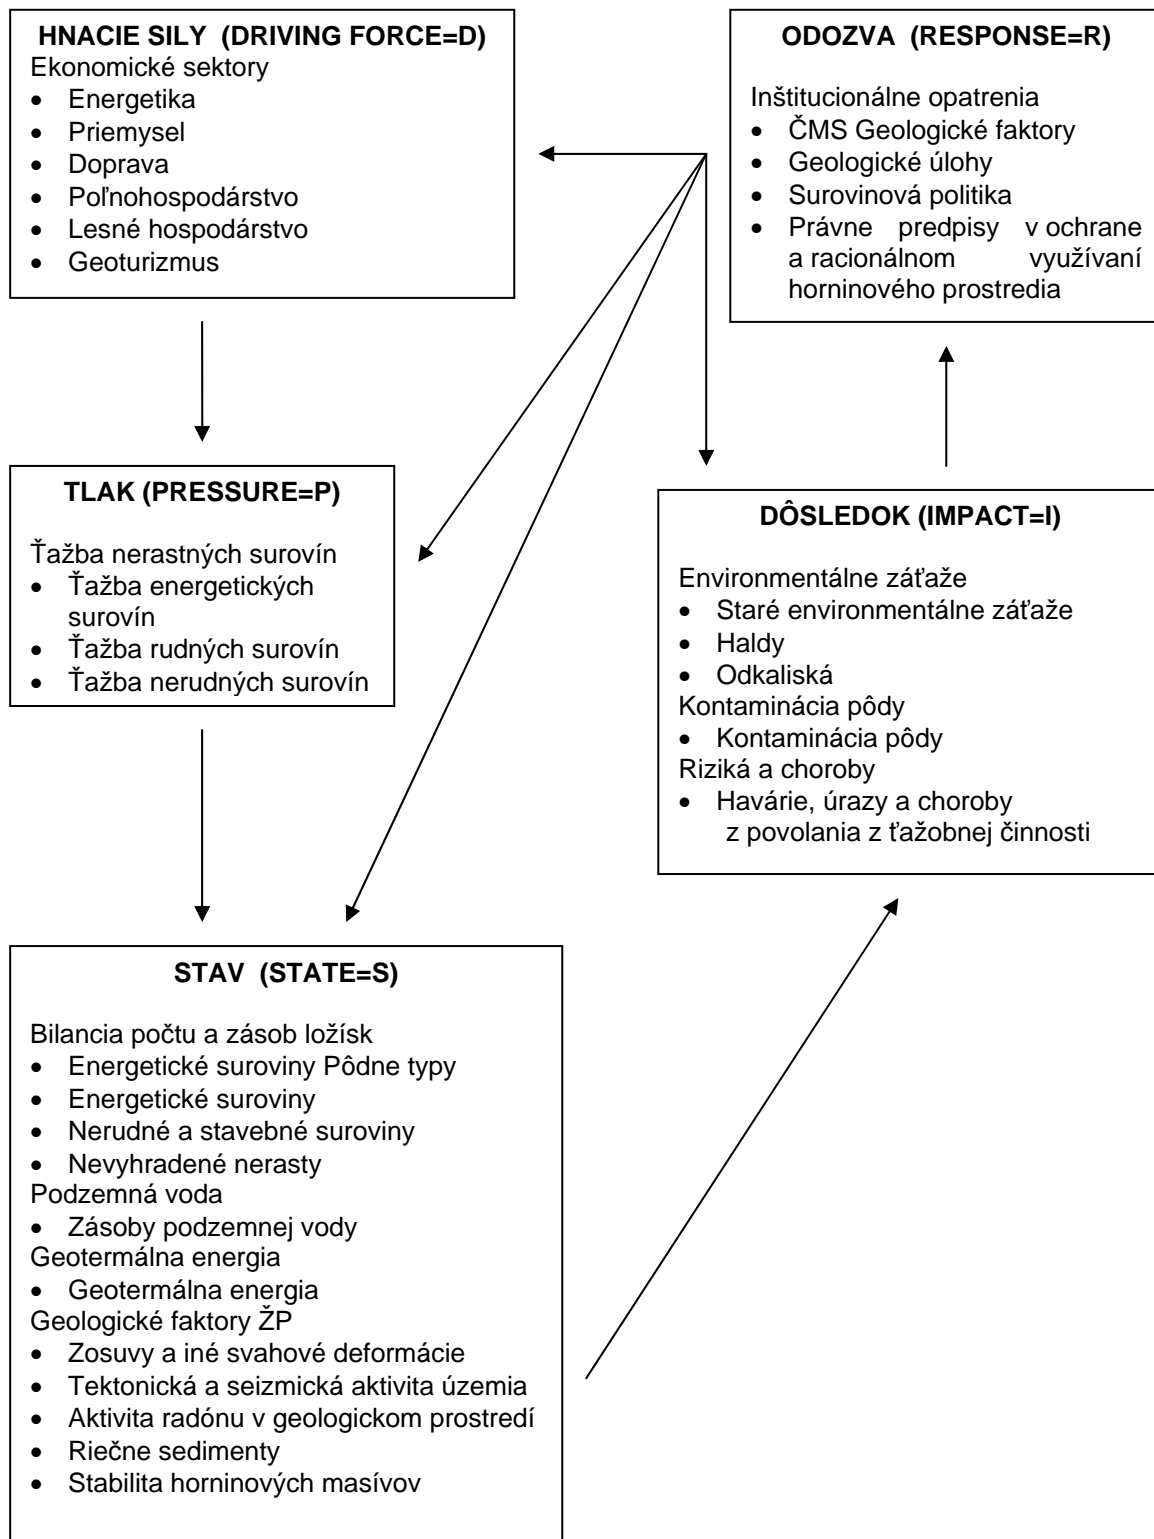 HNACIE SILY (DRIVING FORCE=D)
Ekonomické sektory
• Energetika
• Priemysel
• Doprava
• Poľnohospodárstvo
• Lesné hospodárstvo
• Geoturizmus
ODOZVA (RESPONSE=R)
Inštitucionálne opatrenia
• ČMS Geologické faktory
• Geologické úlohy
• Surovinová politika
• Právne predpisy v ochrane
a racionálnom využívaní
horninového prostredia
TLAK (PRESSURE=P)
Ťažba nerastných surovín
• Ťažba energetických
surovín
• Ťažba rudných surovín
• Ťažba nerudných surovín
DÔSLEDOK (IMPACT=I)
Environmentálne záťaže
• Staré environmentálne záťaže
• Haldy
• Odkaliská
Kontaminácia pôdy
• Kontaminácia pôdy
Riziká a choroby
• Havárie, úrazy a choroby
z povolania z ťažobnej činnosti
STAV (STATE=S)
Bilancia počtu a zásob ložísk
• Energetické suroviny Pôdne typy
• Energetické suroviny
• Nerudné a stavebné suroviny
• Nevyhradené nerasty
Podzemná voda
• Zásoby podzemnej vody
Geotermálna energia
• Geotermálna energia
Geologické faktory ŽP
• Zosuvy a iné svahové deformácie
• Tektonická a seizmická aktivita územia
• Aktivita radónu v geologickom prostredí
• Riečne sedimenty
• Stabilita horninových masívov